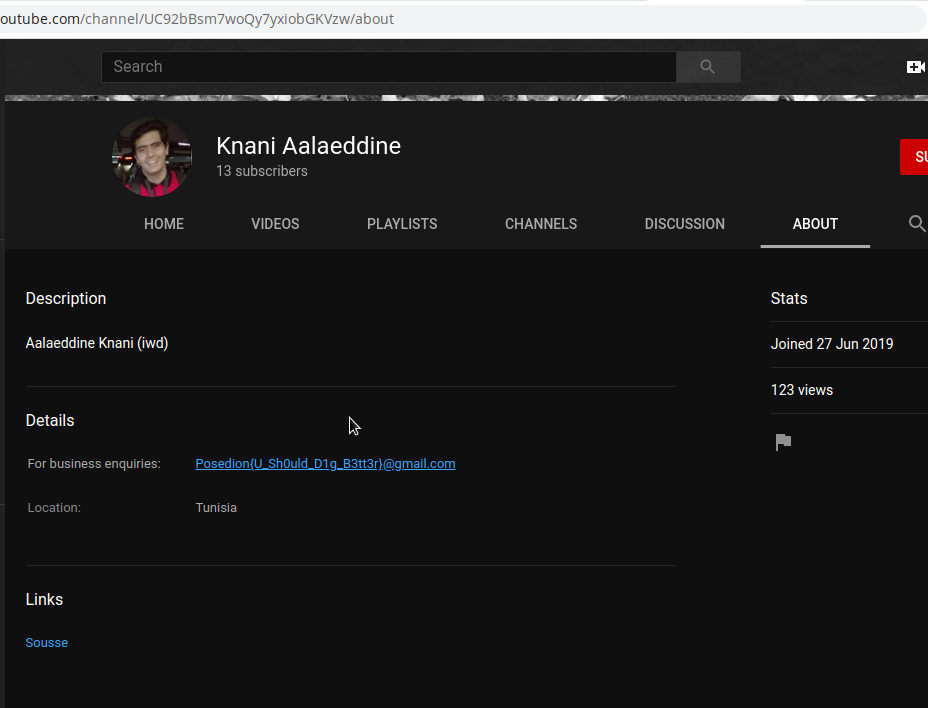 outube.com/channel/UC92bBsm7woQy7yxiobGKVzw/about
Search
Knani Aalaeddine
13 subscribers
SU
HOME VIDEOS PLAYLISTS CHANNELS DISCUSSION ABOUT
Description
Stats
Aalaeddine Knani (iwd)
Joined 27 Jun 2019
123 views
Details
For business enquiries: Posedion{U_Sh0uld_D1g_B3tt3r}@gmail.com
Location: Tunisia
Links
Sousse